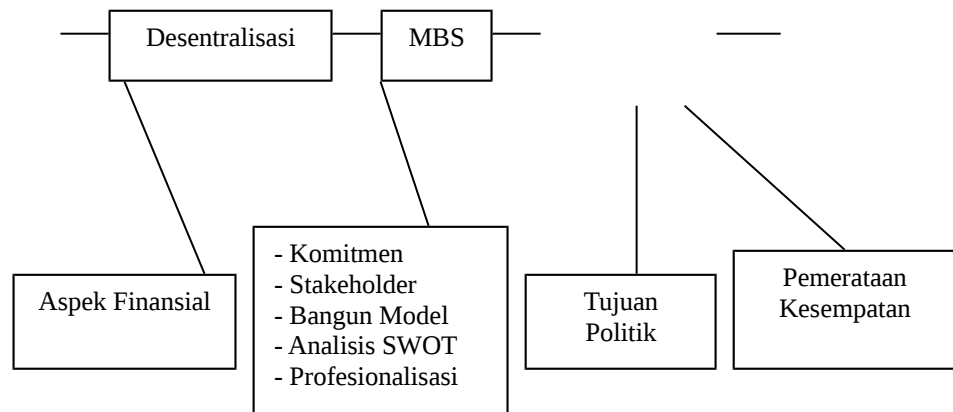 Desentralisasi
MBS
Aspek Finansial
- Komitmen
- Stakeholder
- Bangun Model
- Analisis SWOT
- Profesionalisasi
Tujuan
Politik
Pemerataan
Kesempatan